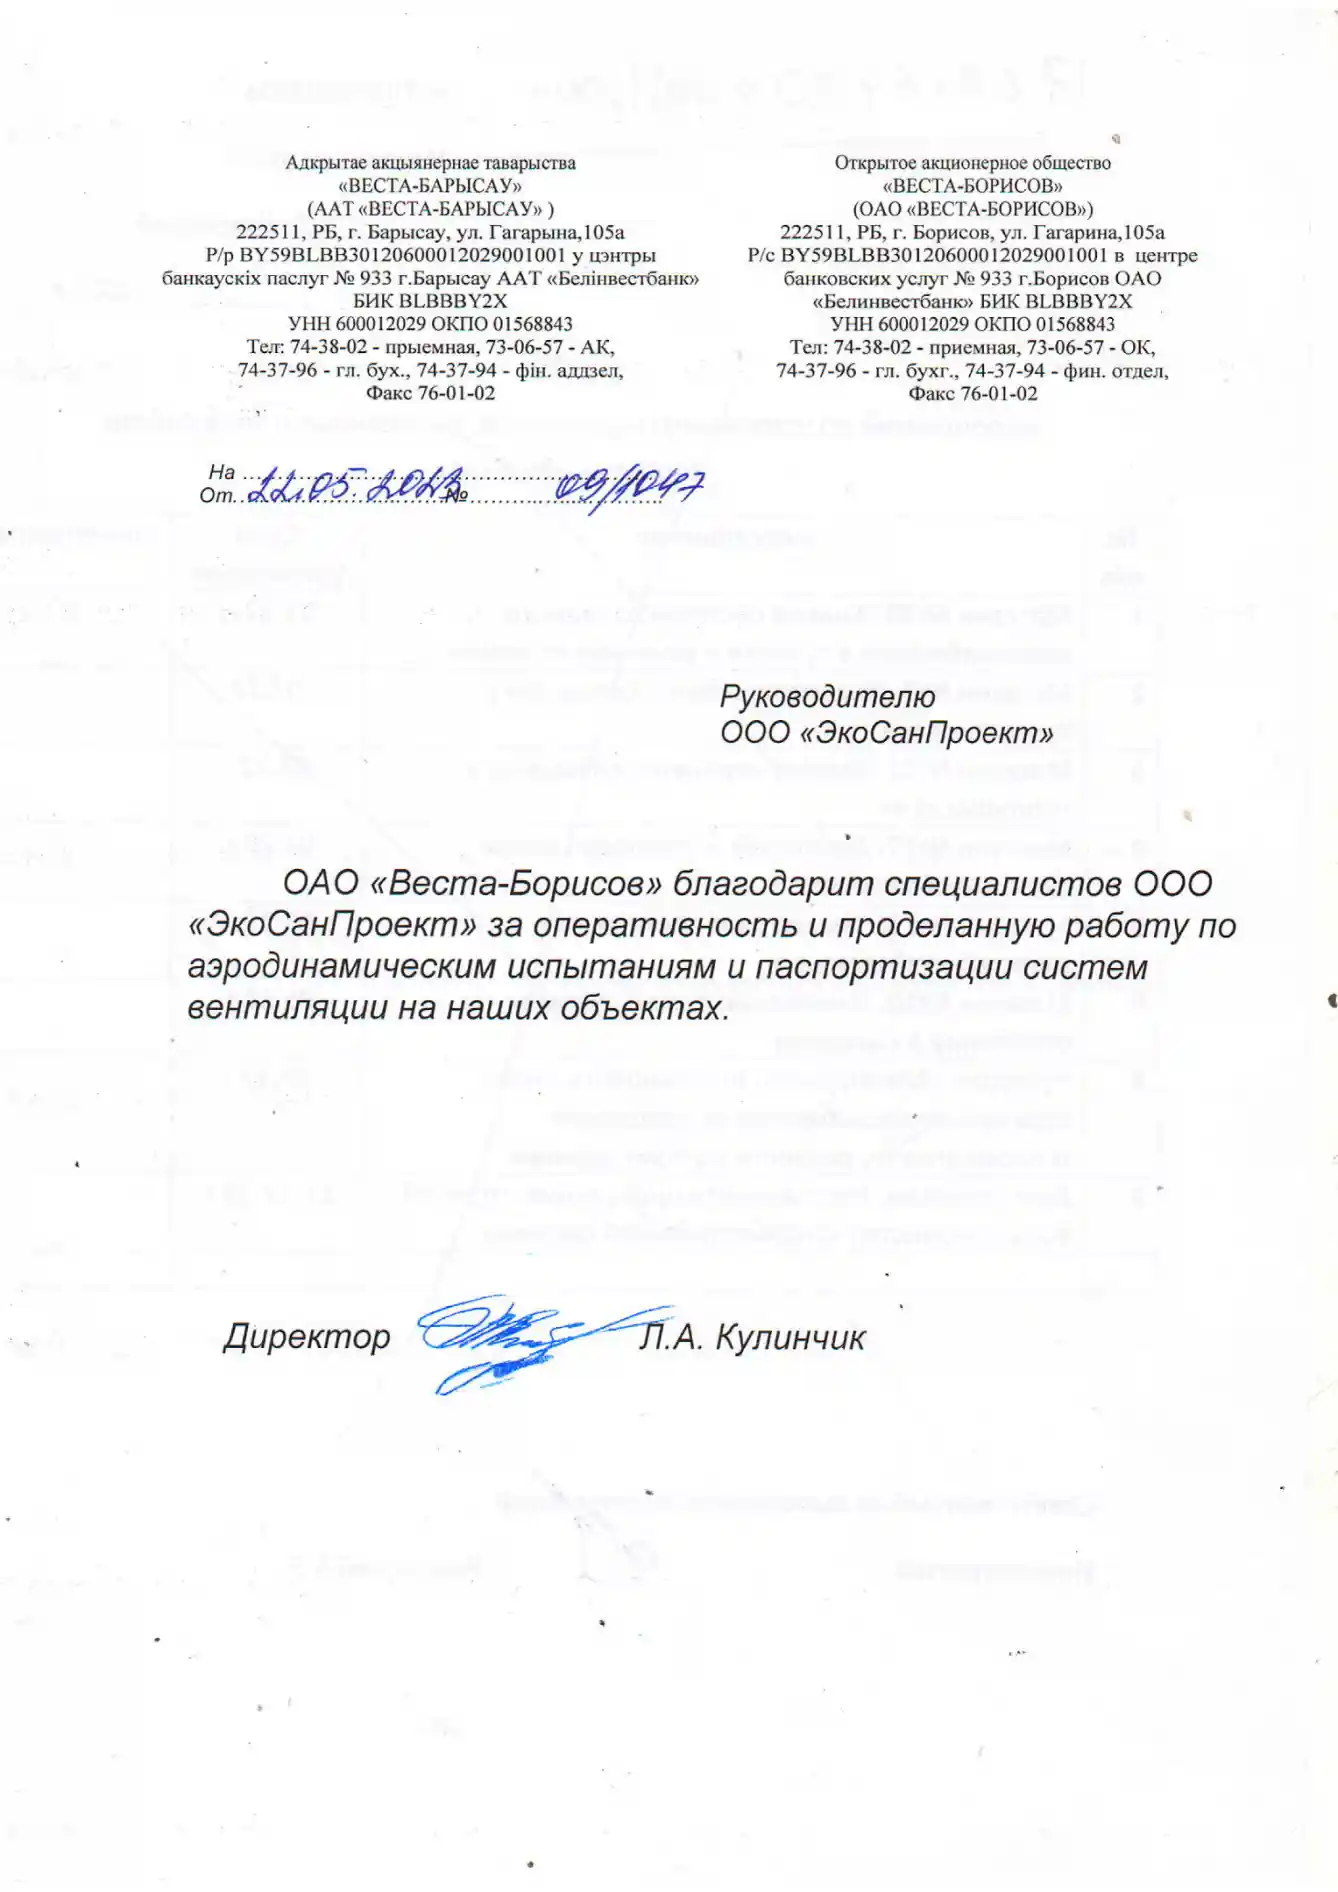 Адкрытае акцыянернае таварыства
«ВЕСТА-БАРЫСАУ»
(ААТ «ВЕСТА-БАРЫСАУ» )
222511, РБ, г. Барысау, ул. Гагарына,105а
Р/р BY59BLBB30120600012029001001 у цэнтры
банкаускіх паслуг № 933 г.Барысау ААТ «Белінвестбанк»
БИК BLBBBY2X
УНН 600012029 ОКПО 01568843
Тел: 74-38-02 - прыемная, 73-06-57 - АК,
74-37-96 - гл. бух., 74-37-94 - фін. аддзел,
Факс 76-01-02
Открытое акционерное общество
«ВЕСТА-БОРИСОВ»
(ОАО «ВЕСТА-БОРИСОВ»)
222511, РБ, г. Борисов, ул. Гагарина,105а
Р/с BY59BLBB30120600012029001001 в центре
банковских услуг № 933 г.Борисов ОАО
«Белинвестбанк» БИК BLBBBY2X
УНН 600012029 ОКПО 01568843
Тел: 74-38-02 - приемная, 73-06-57 - ОК,
74-37-96 - гл. бухг., 74-37-94 - фин. отдел,
Факс 76-01-02
На
От 22.05.2023 № 09/1047
Руководителю
ООО «ЭкоСанПроект»
ОАО «Веста-Борисов» благодарит специалистов ООО
«ЭкоСанПроект» за оперативность и проделанную работу по
аэродинамическим испытаниям и паспортизации систем
вентиляции на наших объектах.
Директор Л.А. Кулинчик